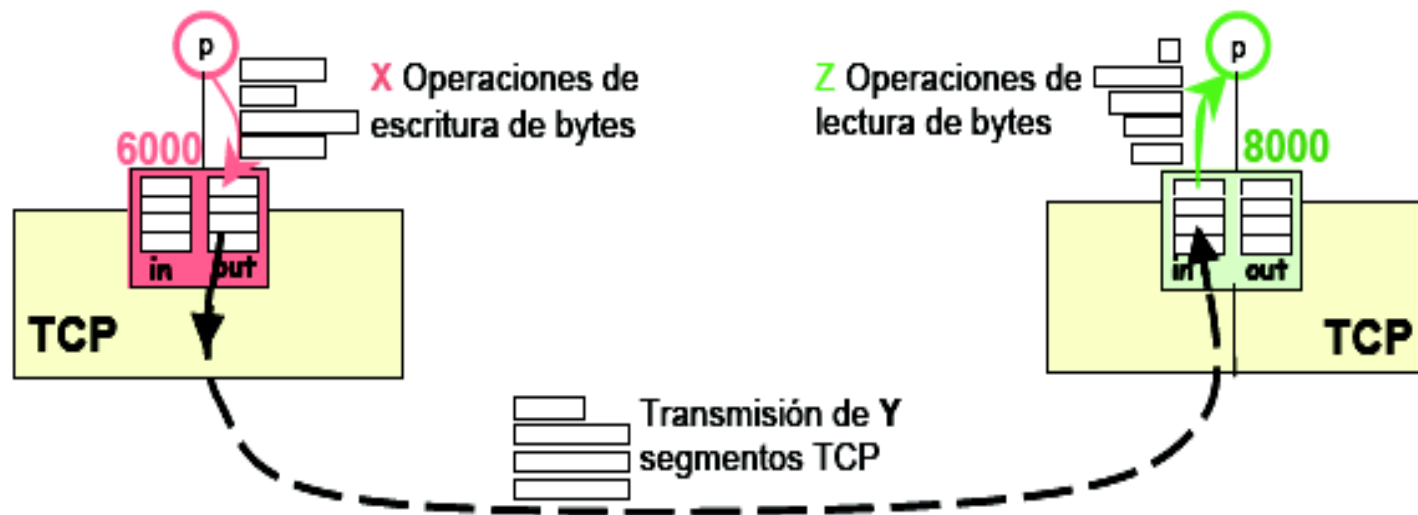 p
X Operaciones de
escritura de bytes
6000
in
out
TCP
Z Operaciones de
lectura de bytes
p
8000
in
out
TCP
Transmisión de Y
segmentos TCP